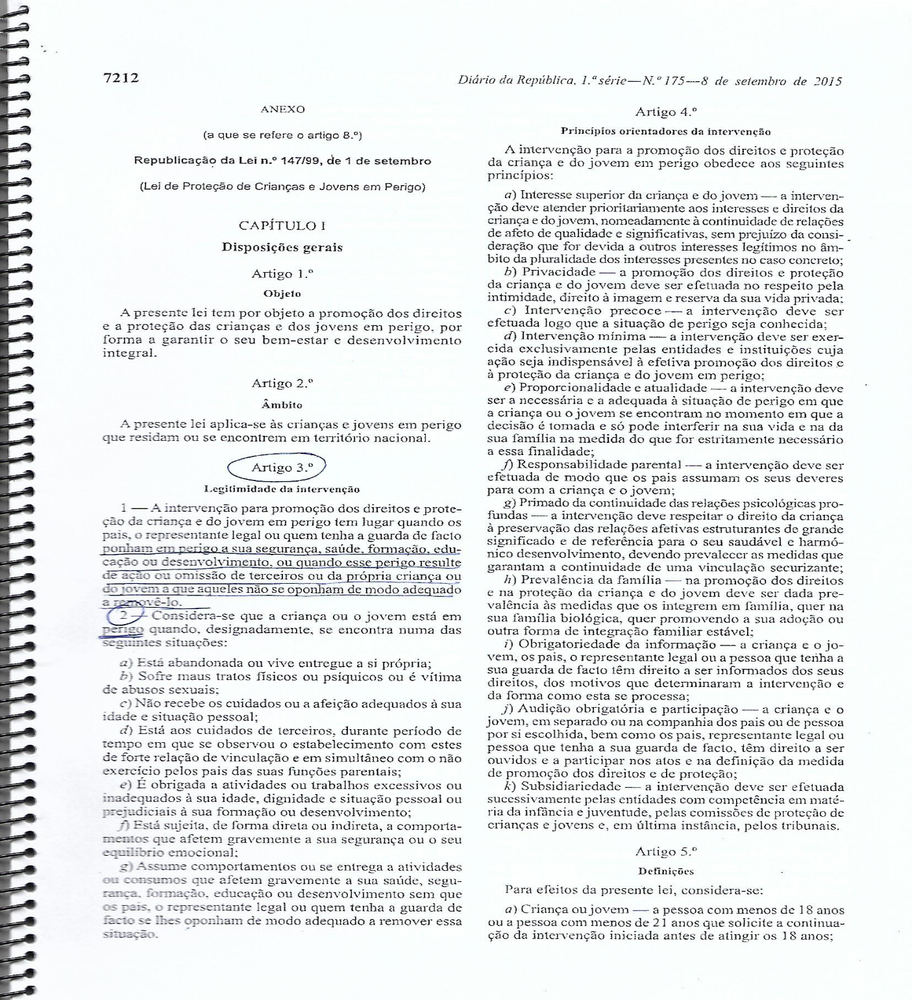 7212
Diário da República, 1.ª série—N.º 175—8 de setembro de 2015
ANEXO
(a que se refere o artigo 8.º)
Republicação da Lei n.º 147/99, de 1 de setembro
(Lei de Proteção de Crianças e Jovens em Perigo)
CAPÍTULO I
Disposições gerais
Artigo 1.º
Objeto
A presente lei tem por objeto a promoção dos direitos
e a proteção das crianças e dos jovens em perigo, por
forma a garantir o seu bem-estar e desenvolvimento
integral.
Artigo 2.º
Âmbito
A presente lei aplica-se às crianças e jovens em perigo
que residam ou se encontrem em território nacional.
Artigo 3.º
Legitimidade da intervenção
1 — A intervenção para promoção dos direitos e prote-
ção da criança e do jovem em perigo tem lugar quando os
pais, o representante legal ou quem tenha a guarda de facto
ponham em perigo a sua segurança, saúde, formação, edu-
cação ou desenvolvimento, ou quando esse perigo resulte
de ação ou omissão de terceiros ou da própria criança ou
do jovem a que aqueles não se oponham de modo adequado
a removê-lo.
2 — Considera-se que a criança ou o jovem está em
perigo quando, designadamente, se encontra numa das
seguintes situações:
a) Está abandonada ou vive entregue a si própria;
b) Sofre maus tratos físicos ou psíquicos ou é vítima
de abusos sexuais;
c) Não recebe os cuidados ou a afeição adequados à sua
idade e situação pessoal;
d) Está aos cuidados de terceiros, durante período de
tempo em que se observou o estabelecimento com estes
de forte relação de vinculação e em simultâneo com o não
exercício pelos pais das suas funções parentais;
e) É obrigada a atividades ou trabalhos excessivos ou
inadequados à sua idade, dignidade e situação pessoal ou
prejudiciais à sua formação ou desenvolvimento;
f) Está sujeita, de forma direta ou indireta, a comporta-
mentos que afetem gravemente a sua segurança ou o seu
equilíbrio emocional;
g) Assume comportamentos ou se entrega a atividades
ou consumos que afetem gravemente a sua saúde, segu-
rança, formação, educação ou desenvolvimento sem que
os pais, o representante legal ou quem tenha a guarda de
facto se lhes oponham de modo adequado a remover essa
situação.
Artigo 4.º
Princípios orientadores da intervenção
A intervenção para a promoção dos direitos e proteção
da criança e do jovem em perigo obedece aos seguintes
princípios:
a) Interesse superior da criança e do jovem — a interven-
ção deve atender prioritariamente aos interesses e direitos da
criança e do jovem, nomeadamente à continuidade de relações
de afeto de qualidade e significativas, sem prejuízo da consi-
deração que for devida a outros interesses legítimos no âm-
bito da pluralidade dos interesses presentes no caso concreto;
b) Privacidade — a promoção dos direitos e proteção
da criança e do jovem deve ser efetuada no respeito pela
intimidade, direito à imagem e reserva da sua vida privada;
c) Intervenção precoce — a intervenção deve ser
efetuada logo que a situação de perigo seja conhecida;
d) Intervenção mínima — a intervenção deve ser exer-
cida exclusivamente pelas entidades e instituições cuja
ação seja indispensável à efetiva promoção dos direitos e
à proteção da criança e do jovem em perigo;
e) Proporcionalidade e atualidade — a intervenção deve
ser a necessária e a adequada à situação de perigo em que
a criança ou o jovem se encontram no momento em que a
decisão é tomada e só pode interferir na sua vida e na da
sua família na medida do que for estritamente necessário
a essa finalidade;
f) Responsabilidade parental — a intervenção deve ser
efetuada de modo que os pais assumam os seus deveres
para com a criança e o jovem;
g) Primado da continuidade das relações psicológicas pro-
fundas — a intervenção deve respeitar o direito da criança
à preservação das relações afetivas estruturantes de grande
significado e de referência para o seu saudável e harmó-
nico desenvolvimento, devendo prevalecer as medidas que
garantam a continuidade de uma vinculação securizante;
h) Prevalência da família — na promoção dos direitos
e na proteção da criança e do jovem deve ser dada pre-
valência às medidas que os integrem em família, quer na
sua família biológica, quer promovendo a sua adoção ou
outra forma de integração familiar estável;
i) Obrigatoriedade da informação — a criança e o jo-
vem, os pais, o representante legal ou a pessoa que tenha a
sua guarda de facto têm direito a ser informados dos seus
direitos, dos motivos que determinaram a intervenção e
da forma como esta se processa;
j) Audição obrigatória e participação — a criança e o
jovem, em separado ou na companhia dos pais ou de pessoa
por si escolhida, bem como os pais, representante legal ou
pessoa que tenha a sua guarda de facto, têm direito a ser
ouvidos e a participar nos atos e na definição da medida
de promoção dos direitos e de proteção;
k) Subsidiariedade — a intervenção deve ser efetuada
sucessivamente pelas entidades com competência em maté-
ria da infância e juventude, pelas comissões de proteção de
crianças e jovens e, em última instância, pelos tribunais.
Artigo 5.º
Definições
Para efeitos da presente lei, considera-se:
a) Criança ou jovem — a pessoa com menos de 18 anos
ou a pessoa com menos de 21 anos que solicite a continua-
ção da intervenção iniciada antes de atingir os 18 anos;